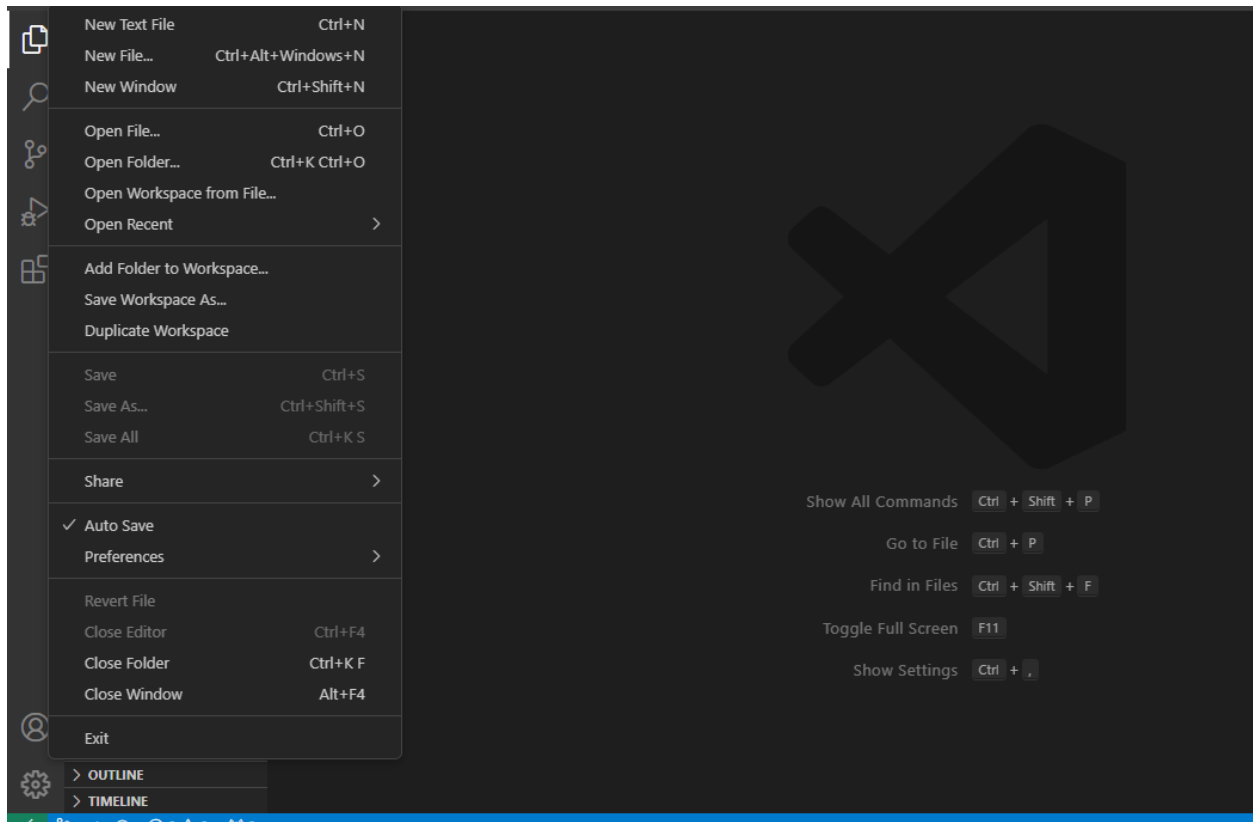 New Text File Ctrl+N
New File... Ctrl+Alt+Windows+N
New Window Ctrl+Shift+N
Open File... Ctrl+O
Open Folder... Ctrl+K Ctrl+O
Open Workspace from File...
Open Recent
Add Folder to Workspace...
Save Workspace As...
Duplicate Workspace
Save Ctrl+S
Save As... Ctrl+Shift+S
Save All Ctrl+K S
Share
Auto Save
Preferences
Revert File
Close Editor Ctrl+F4
Close Folder Ctrl+K F
Close Window Alt+F4
Exit
OUTLINE
TIMELINE
Show All Commands Ctrl + Shift + P
Go to File Ctrl + P
Find in Files Ctrl + Shift + F
Toggle Full Screen F11
Show Settings Ctrl + ,